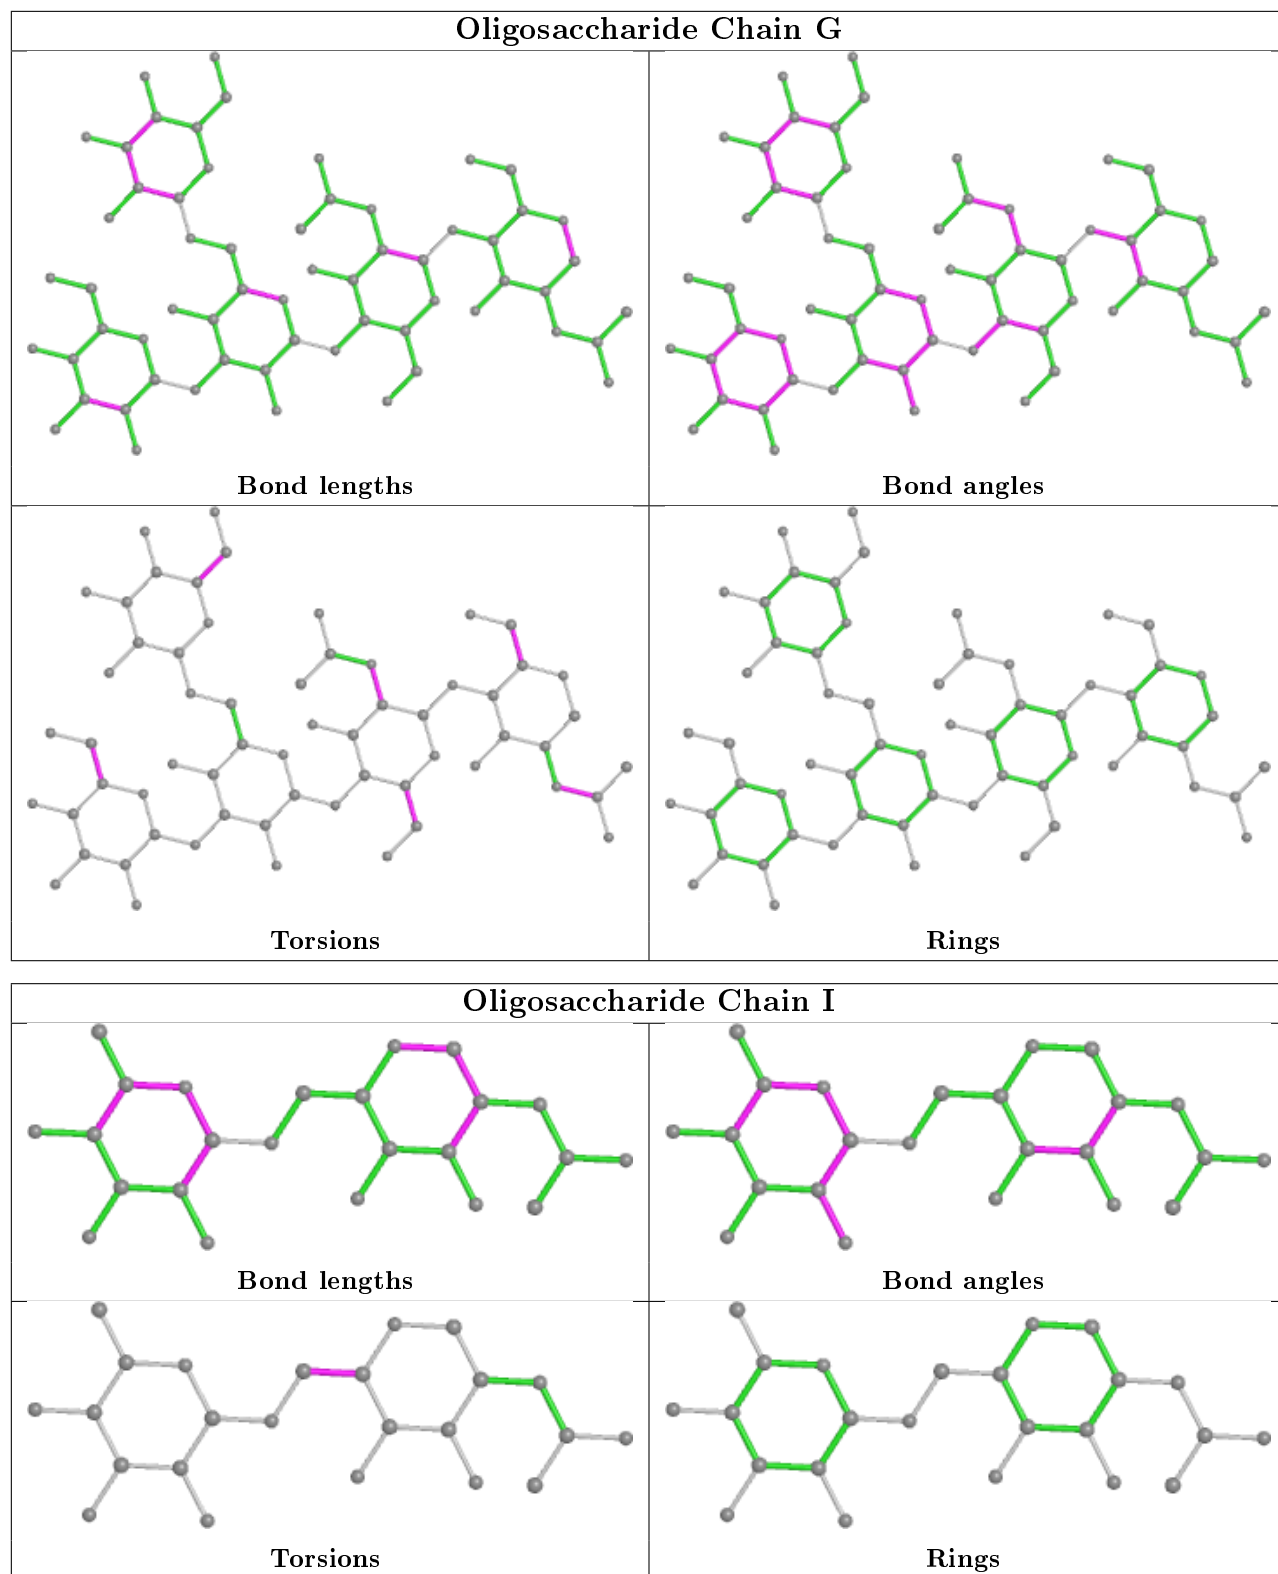 Oligosaccharide Chain G
Bond lengths
Bond angles
Torsions
Rings
Oligosaccharide Chain I
Bond lengths
Bond angles
Torsions
Rings